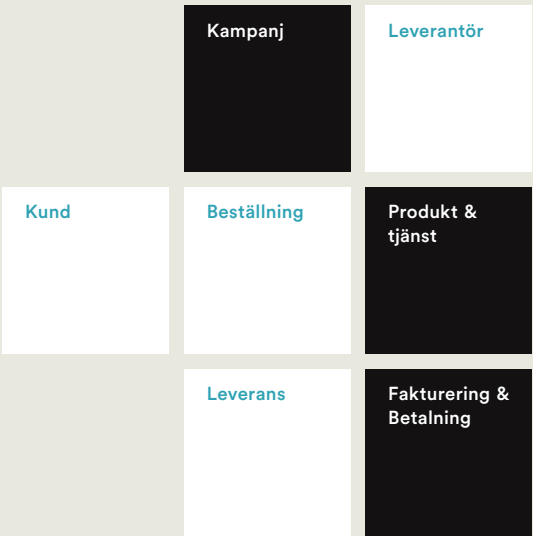 Kampanj
Leverantör
Kund
Beställning
Produkt &
tjänst
Leverans
Fakturering &
Betalning